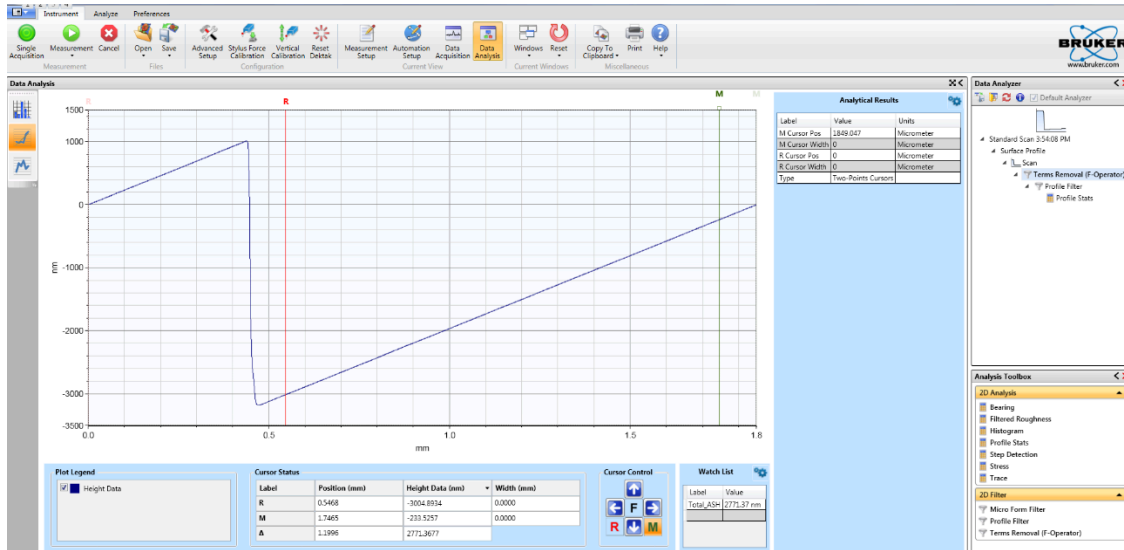 Instrument Analyze Preferences
Single Acquisition Measurement Cancel Open Save Advanced Setup Stylus Force Calibration Vertical Calibration Reset Dektak Measurement Setup Automation Setup Data Acquisition Data Analysis Windows Reset Copy To Clipboard Print Help
Measurement Files Configuration Current View Current Windows Miscellaneous
BRUKER
www.bruker.com
Data Analysis
R R M M
1500
1000
0
-1000
-2000
-3000
-3500
nm
0.0 0.5 1.0 1.5 1.8
mm
Analytical Results
Label Value Units
M Cursor Pos 1849.047 Micrometer
M Cursor Width 0 Micrometer
R Cursor Pos 0 Micrometer
R Cursor Width 0 Micrometer
Type Two-Points Cursors
Plot Legend
Height Data
Cursor Status
Label Position (mm) Height Data (nm) Width (mm)
R 0.5468 -3004.8934 0.0000
M 1.7465 -233.5257 0.0000
Δ 1.1996 2771.3677
Cursor Control
F
R M
Watch List
Label Value
Total_ASH 2771.37 nm
Data Analyzer
Default Analyzer
Standard Scan 3:54:08 PM
Surface Profile
Scan
Terms Removal (F-Operator)
Profile Filter
Profile Stats
Analysis Toolbox
2D Analysis
Bearing
Filtered Roughness
Histogram
Profile Stats
Step Detection
Stress
Trace
2D Filter
Micro Form Filter
Profile Filter
Terms Removal (F-Operator)